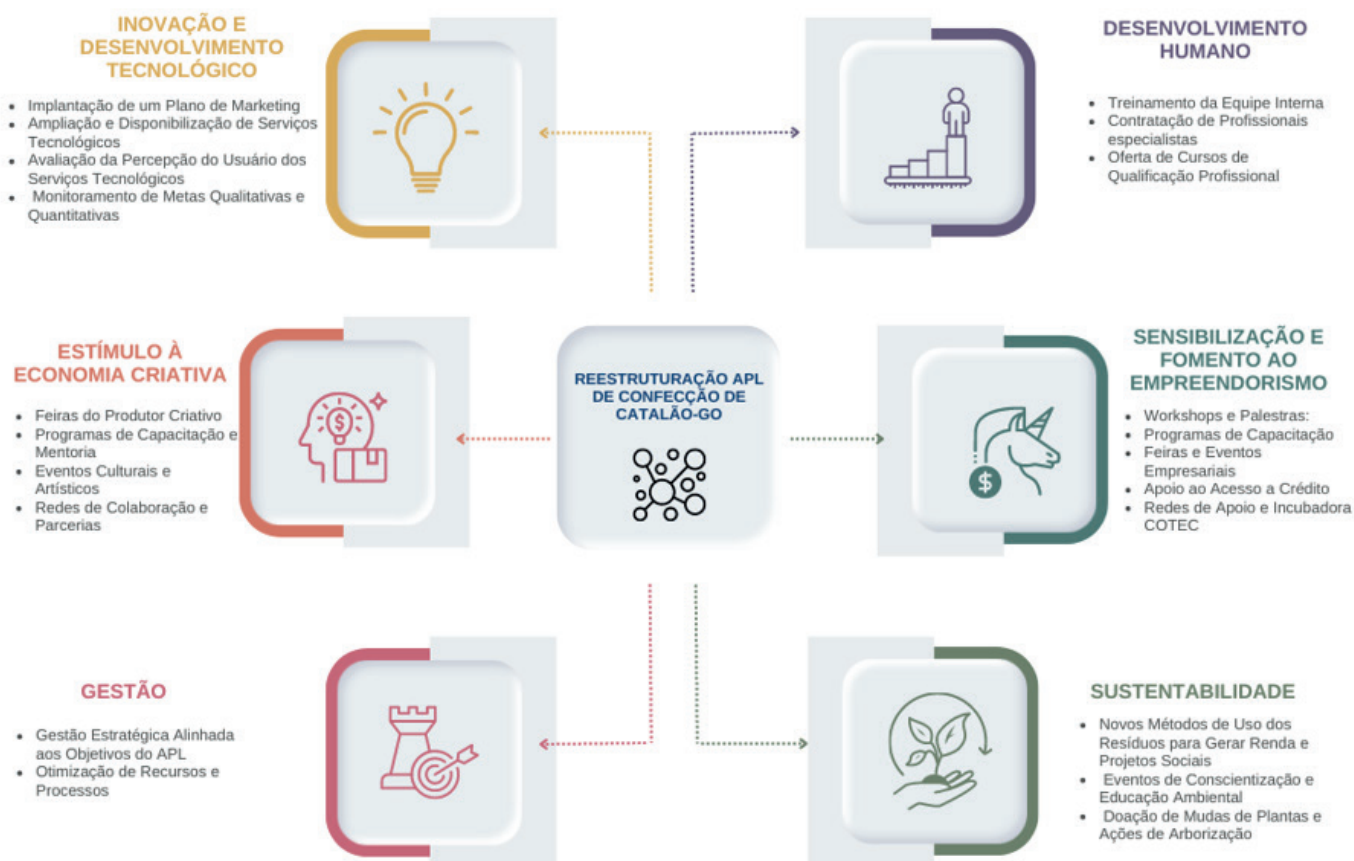 INOVAÇÃO E
DESENVOLVIMENTO
TECNOLÓGICO
• Implantação de um Plano de Marketing
• Ampliação e Disponibilização de Serviços
Tecnológicos
• Avaliação da Percepção do Usuário dos
Serviços Tecnológicos
• Monitoramento de Metas Qualitativas e
Quantitativas
DESENVOLVIMENTO
HUMANO
• Treinamento da Equipe Interna
• Contratação de Profissionais
especialistas
• Oferta de Cursos de
Qualificação Profissional
ESTÍMULO À
ECONOMIA CRIATIVA
• Feiras do Produtor Criativo
• Programas de Capacitação e
Mentoria
• Eventos Culturais e
Artísticos
• Redes de Colaboração e
Parcerias
$
REESTRUTURAÇÃO APL
DE CONFECÇÃO DE
CATALÃO-GO
$
SENSIBILIZAÇÃO E
FOMENTO AO
EMPREENDORISMO
• Workshops e Palestras:
• Programas de Capacitação
• Feiras e Eventos
Empresariais
• Apoio ao Acesso a Crédito
• Redes de Apoio e Incubadora
COTEC
GESTÃO
• Gestão Estratégica Alinhada
aos Objetivos do APL
• Otimização de Recursos e
Processos
SUSTENTABILIDADE
• Novos Métodos de Uso dos
Resíduos para Gerar Renda e
Projetos Sociais
• Eventos de Conscientização e
Educação Ambiental
• Doação de Mudas de Plantas e
Ações de Arborização